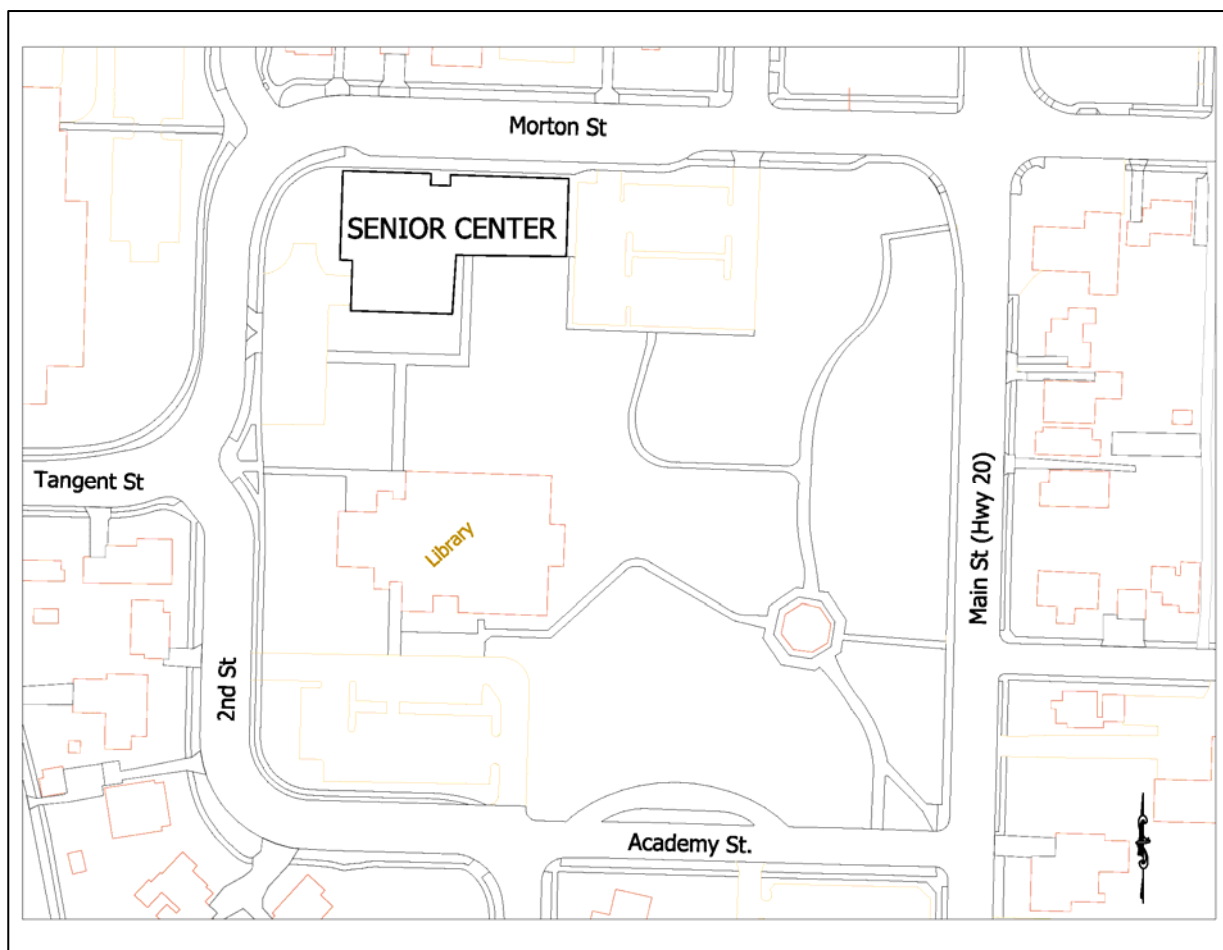 Morton St
SENIOR CENTER
Tangent St
Library
Main St (Hwy 20)
2nd St
Academy St.